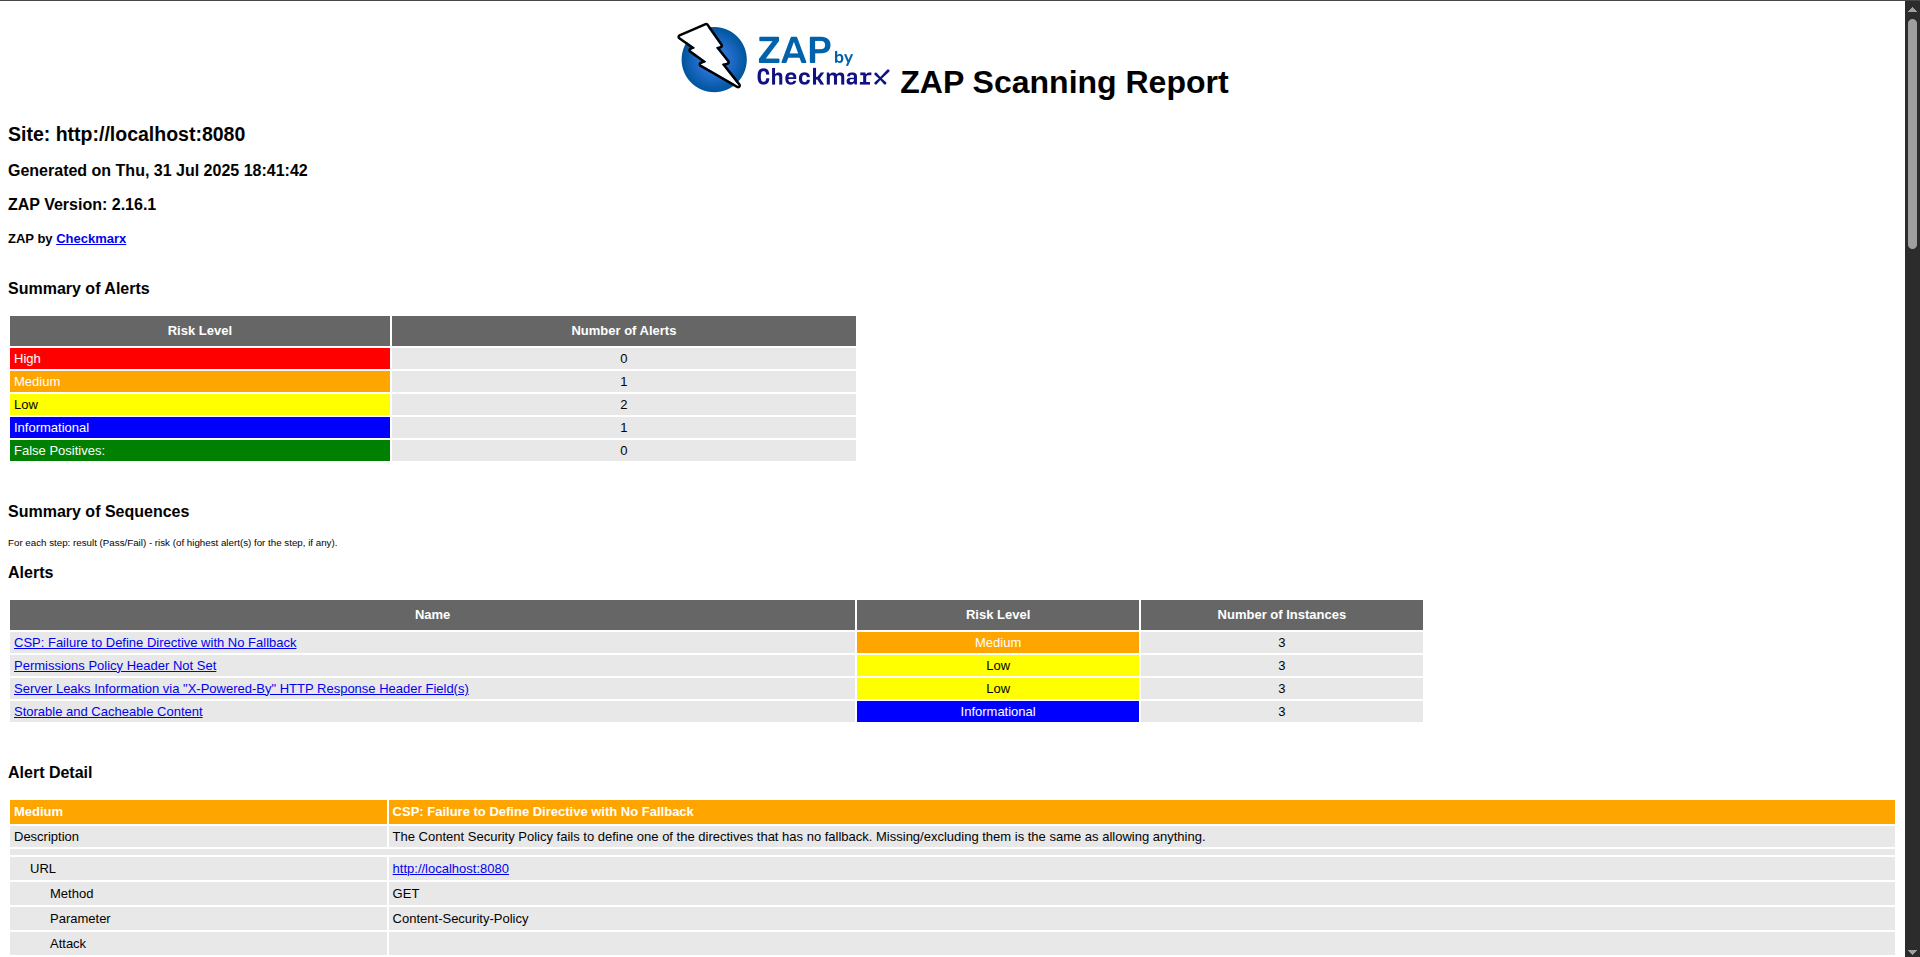 ZAP by
Checkmarx ZAP Scanning Report
Site: http://localhost:8080
Generated on Thu, 31 Jul 2025 18:41:42
ZAP Version: 2.16.1
ZAP by Checkmarx
Summary of Alerts
Risk Level Number of Alerts
High 0
Medium 1
Low 2
Informational 1
False Positives: 0
Summary of Sequences
For each step: result (Pass/Fail) - risk (of highest alert(s) for the step, if any).
Alerts
Name Risk Level Number of Instances
CSP: Failure to Define Directive with No Fallback Medium 3
Permissions Policy Header Not Set Low 3
Server Leaks Information via "X-Powered-By" HTTP Response Header Field(s) Low 3
Storable and Cacheable Content Informational 3
Alert Detail
Medium CSP: Failure to Define Directive with No Fallback
Description The Content Security Policy fails to define one of the directives that has no fallback. Missing/excluding them is the same as allowing anything.
URL http://localhost:8080
Method GET
Parameter Content-Security-Policy
Attack